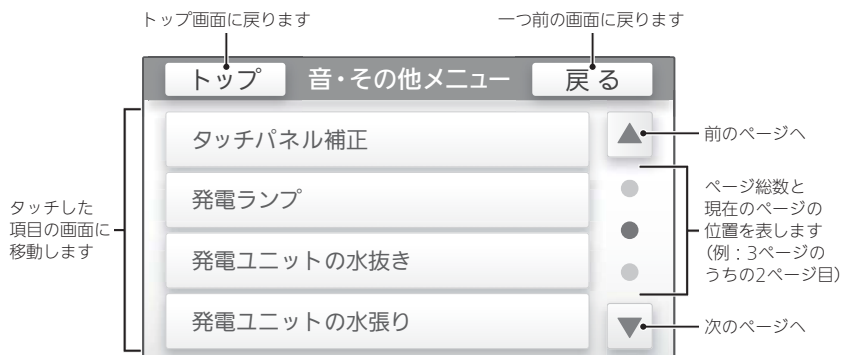 トップ画面に戻ります
一つ前の画面に戻ります
トップ
音・その他メニュー
戻る
タッチパネル補正
発電ランプ
発電ユニットの水抜き
発電ユニットの水張り
タッチした
項目の画面に
移動します
前のページへ
ページ総数と
現在のページの
位置を表します
(例:3ページの
うちの2ページ目)
次のページへ